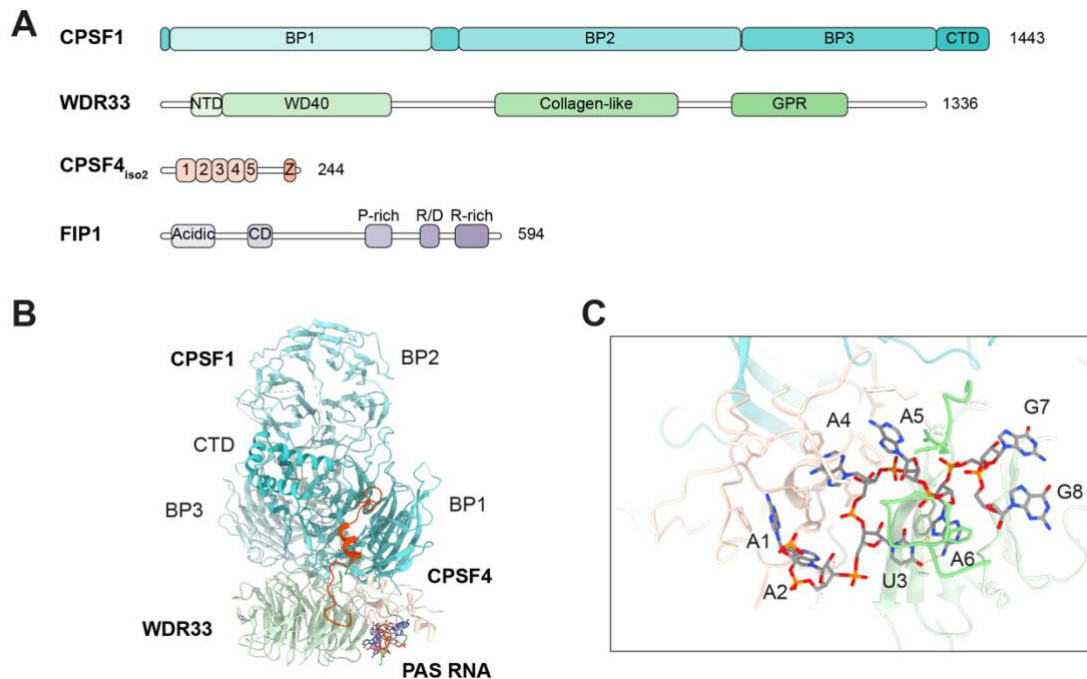 A
CPSF1 BP1 BP2 BP3 CTD 1443
WDR33 NTD WD40 Collagen-like GPR 1336
CPSF4iso2 1 2 3 4 5 Z 244
P-rich R/D R-rich
FIP1 Acidic CD 594
B
CPSF1 BP2
CTD
BP3 BP1
CPSF4
WDR33
PAS RNA
C
A4 A5 G7
G8
A1
A2 U3 A6